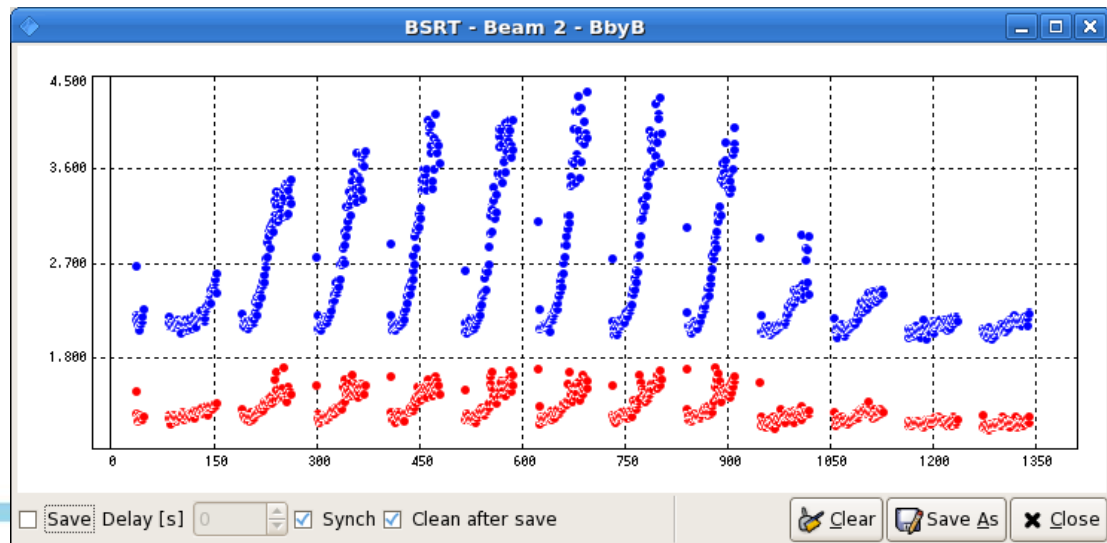 BSRT - Beam 2 - BbyB
4.500
3.600
2.700
1.800
0 150 300 450 600 750 900 1050 1200 1350
Save Delay [s] 0 Synch Clean after save Clear Save As Close